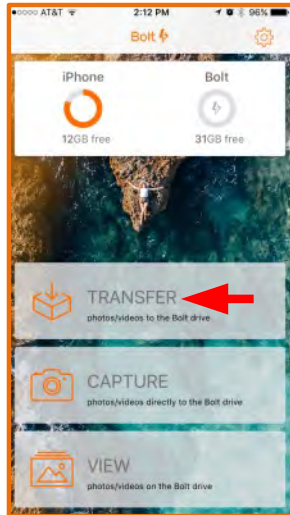 AT&T 2:12 PM 96%
Bolt
iPhone Bolt
12GB free 31GB free
TRANSFER
photos/videos to the Bolt drive
CAPTURE
photos/videos directly to the Bolt drive
VIEW
photos/videos on the Bolt drive